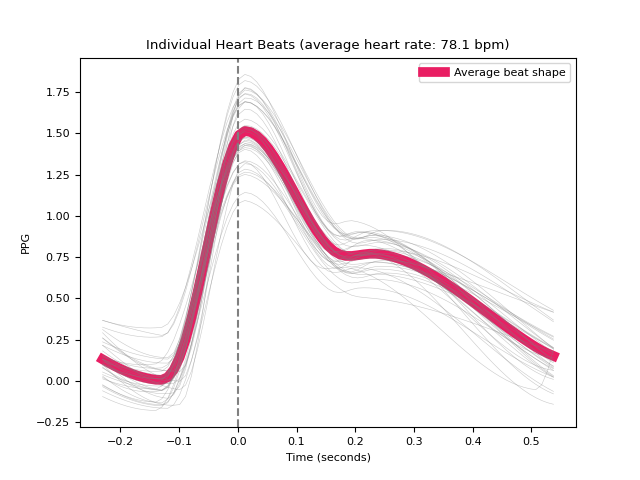 Individual Heart Beats (average heart rate: 78.1 bpm)
Average beat shape
1.75
1.50
1.25
1.00
0.75
0.50
0.25
0.00
−0.25
PPG
−0.2 −0.1 0.0 0.1 0.2 0.3 0.4 0.5
Time (seconds)